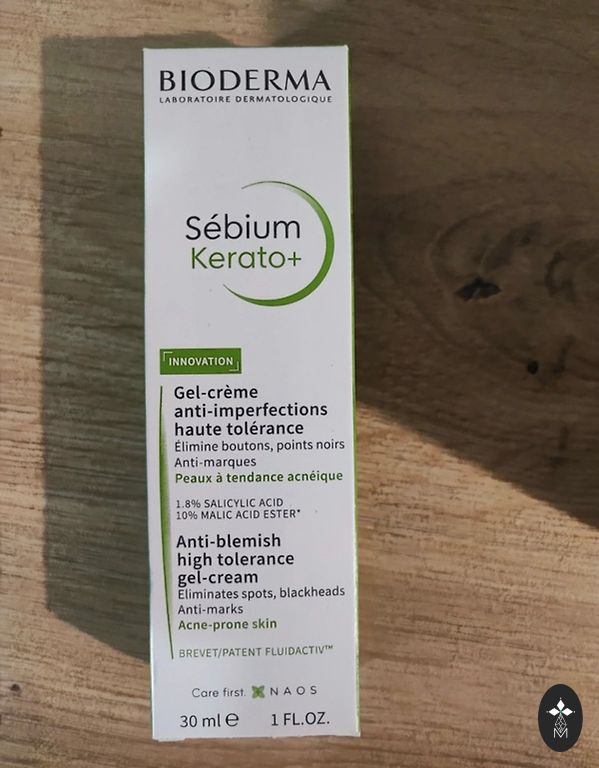 BIODERMA
LABORATOIRE DERMATOLOGIQUE
Sébium
Kerato+
INNOVATION
Gel-crème
anti-imperfections
haute tolérance
Élimine boutons, points noirs
Anti-marques
Peaux à tendance acnéique
1.8% SALICYLIC ACID
10% MALIC ACID ESTER*
Anti-blemish
high tolerance
gel-cream
Eliminates spots, blackheads
Anti-marks
Acne-prone skin
BREVET/PATENT FLUIDACTIV™
Care first. NAOS
30 ml ℮ 1 FL.OZ.